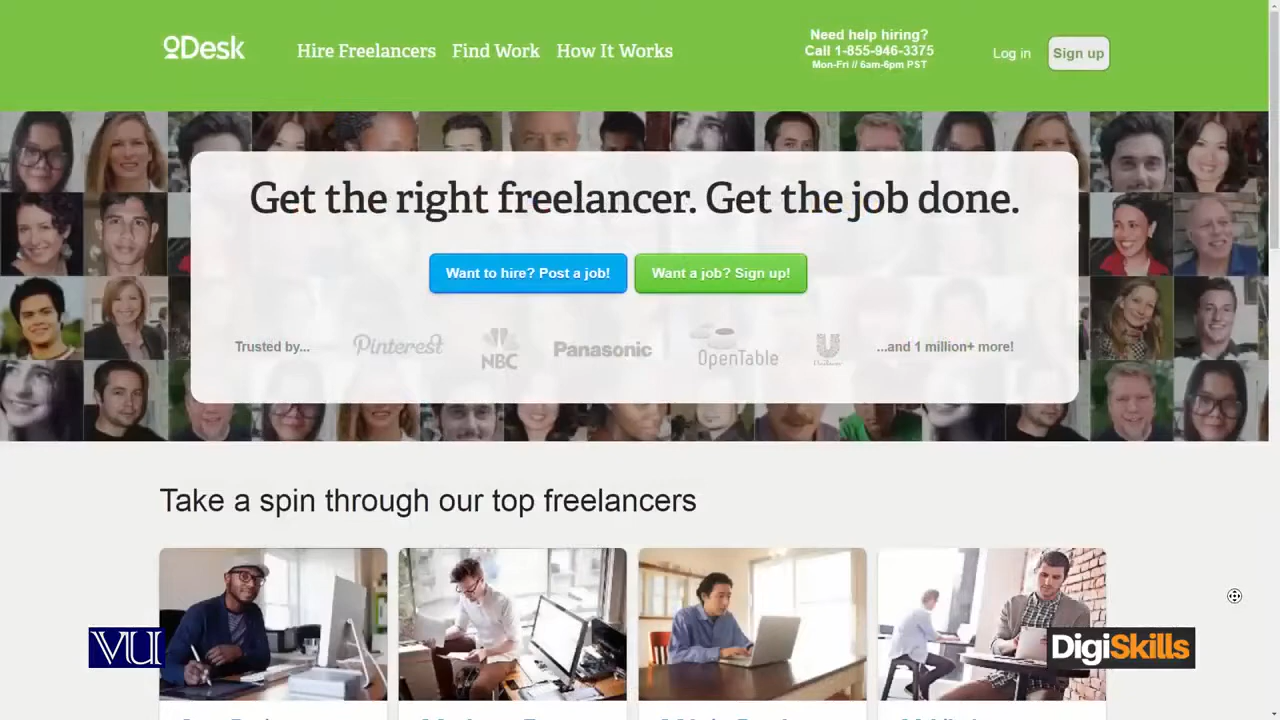 oDesk
Hire Freelancers Find Work How It Works
Need help hiring?
Call 1-855-946-3375
Mon-Fri // 6am-6pm PST
Log in
Sign up
Get the right freelancer. Get the job done.
Want to hire? Post a job!
Want a job? Sign up!
Trusted by...
Pinterest
NBC
Panasonic
OpenTable
Unilever
...and 1 million+ more!
Take a spin through our top freelancers
VU
DigiSkills